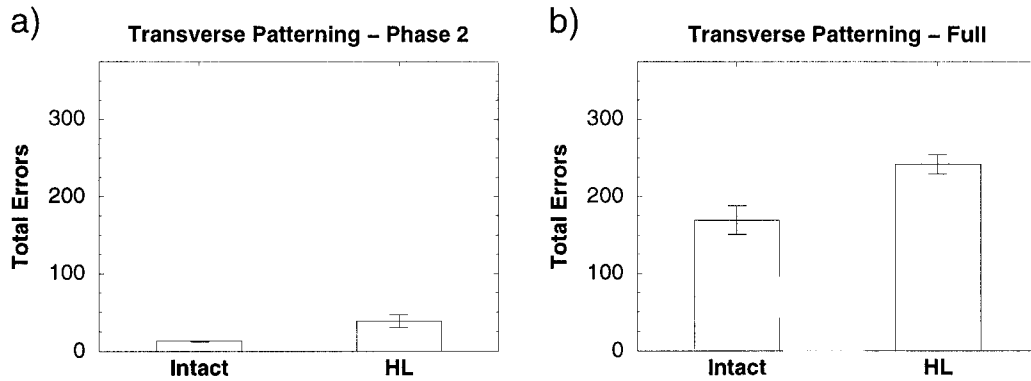 a)
Transverse Patterning – Phase 2
Total Errors
300
200
100
0
Intact HL
b)
Transverse Patterning – Full
Total Errors
300
200
100
0
Intact HL